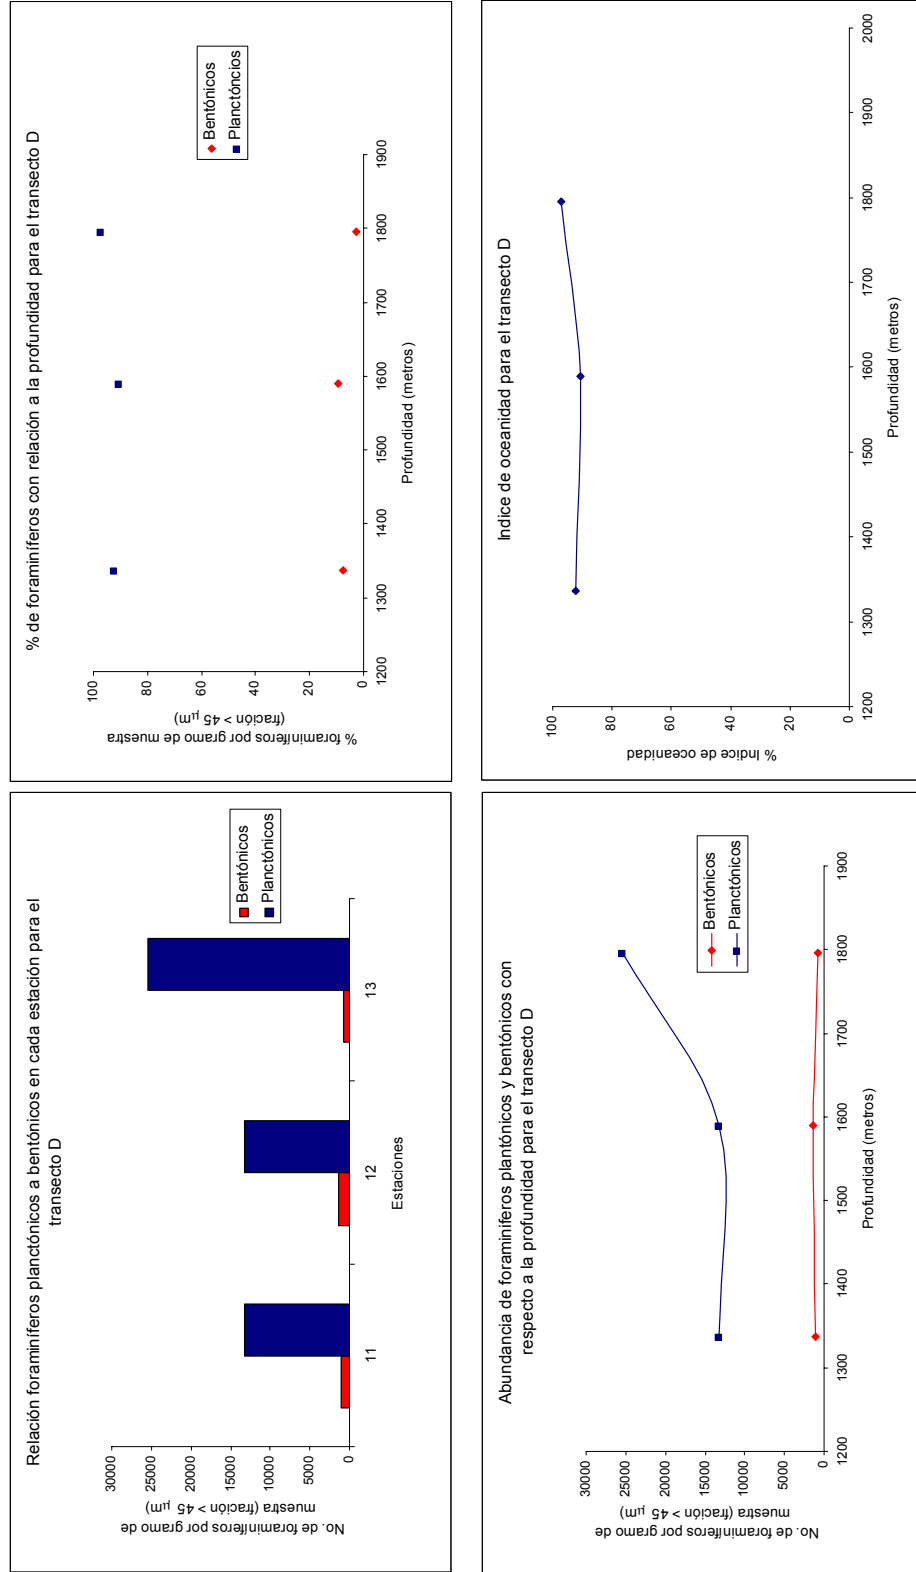 Relación foraminíferos planctónicos a bentónicos en cada estación para el
transecto D
No. de foraminíferos por gramo de
muestra (fración > 45 µm)
30000
25000
20000
15000
10000
5000
0
11
12
13
Estaciones
Bentónicos
Planctónicos
% de foraminíferos con relación a la profundidad para el transecto D
% foraminíferos por gramo de muestra
(fración > 45 µm)
100
80
60
40
20
0
1200
1300
1400
1500
1600
1700
1800
1900
Profundidad (metros)
Bentónicos
Planctóncios
Abundancia de foraminíferos plantónicos y bentónicos con
respecto a la profundidad para el transecto D
No. de foraminíferos por gramo de
muestra (fración > 45 µm)
30000
25000
20000
15000
10000
5000
0
1200
1300
1400
1500
1600
1700
1800
1900
Profundidad (metros)
Bentónicos
Planctónicos
Indice de oceanidad para el transecto D
% Indice de oceanidad
100
80
60
40
20
0
1200
1300
1400
1500
1600
1700
1800
1900
2000
Profundidad (metros)